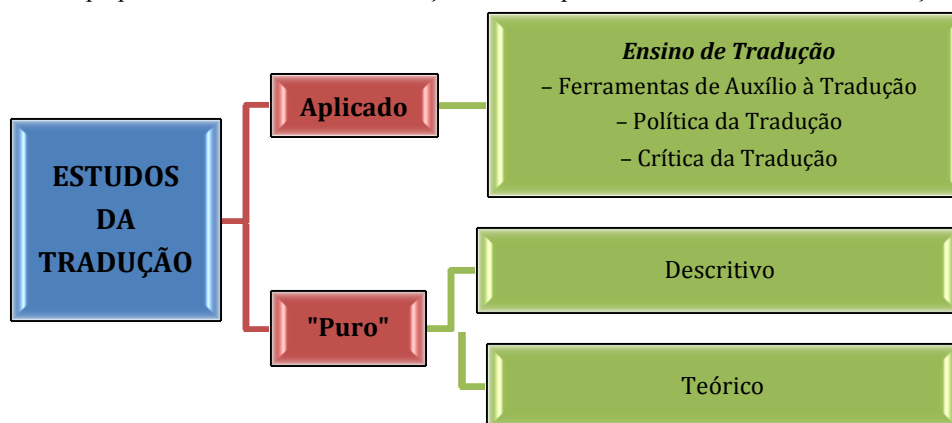 ESTUDOS
DA
TRADUÇÃO
Aplicado
Ensino de Tradução
– Ferramentas de Auxílio à Tradução
– Política da Tradução
– Crítica da Tradução
"Puro"
Descritivo
Teórico